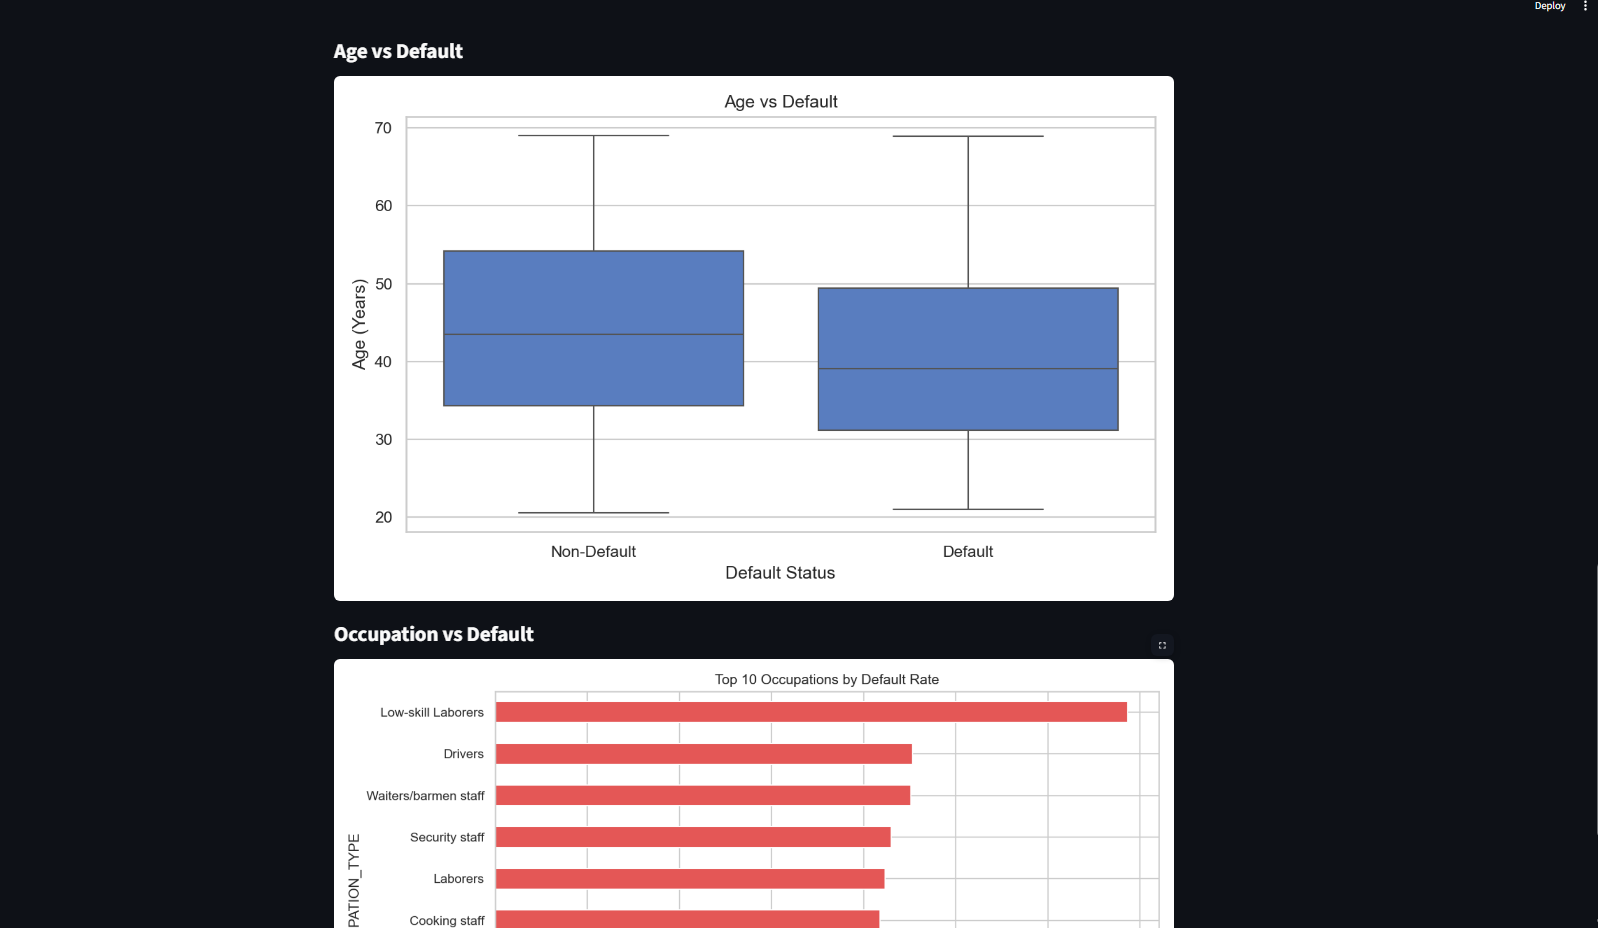 Deploy
Age vs Default
Age vs Default
70
60
50
40
30
20
Age (Years)
Non-Default
Default
Default Status
Occupation vs Default
Top 10 Occupations by Default Rate
Low-skill Laborers
Drivers
Waiters/barmen staff
Security staff
Laborers
Cooking staff
PATION_TYPE